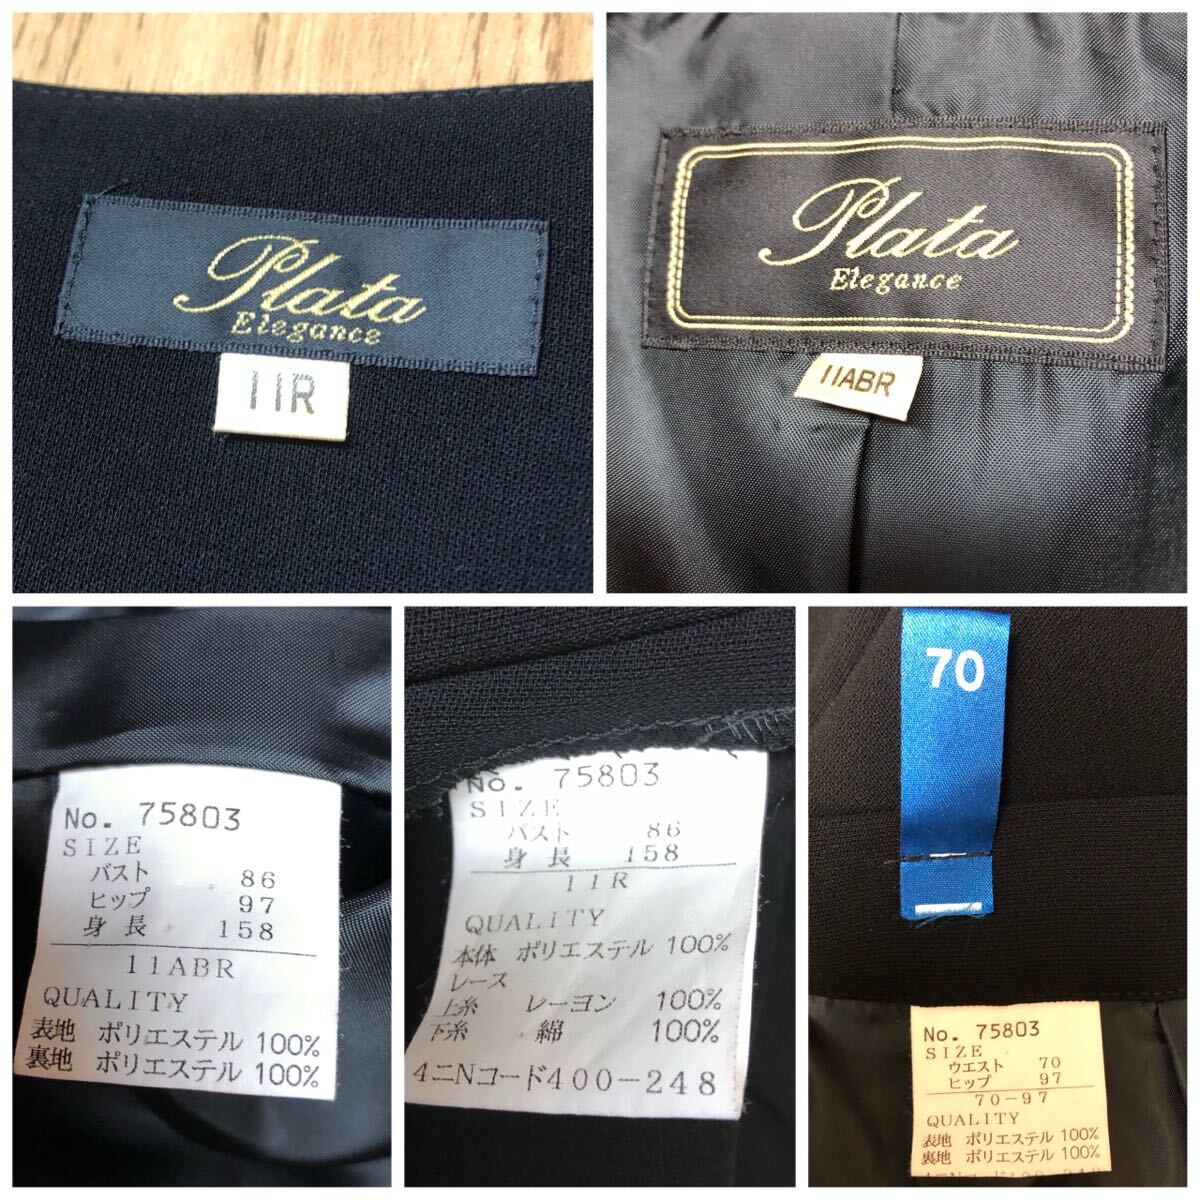 Plata
Elegance
11R
Plata
Elegance
11ABR
No. 75803
SIZE
バスト 86
ヒップ 97
身長 158
11ABR
QUALITY
表地 ポリエステル 100%
裏地 ポリエステル 100%
No. 75803
SIZE
バスト 86
身長 158
11R
QUALITY
本体 ポリエステル 100%
レース
上糸 レーヨン 100%
下糸 綿 100%
4ニNコード400-248
70
No. 75803
SIZE
ウエスト 70
ヒップ 97
70-97
QUALITY
表地 ポリエステル 100%
裏地 ポリエステル 100%